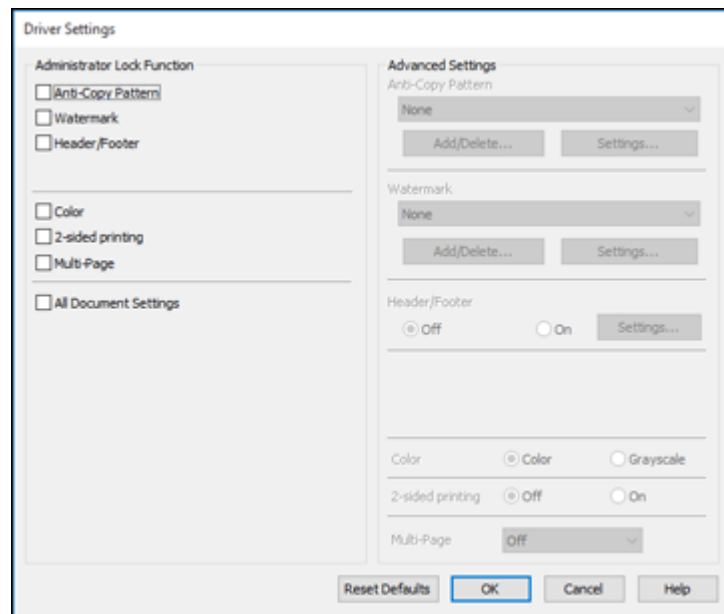 Driver Settings
Administrator Lock Function
Anti-Copy Pattern
Watermark
Header/Footer
Color
2-sided printing
Multi-Page
All Document Settings
Advanced Settings
Anti-Copy Pattern
None
Add/Delete... Settings...
Watermark
None
Add/Delete... Settings...
Header/Footer
Off On Settings...
Color Color Grayscale
2-sided printing Off On
Multi-Page Off
Reset Defaults OK Cancel Help